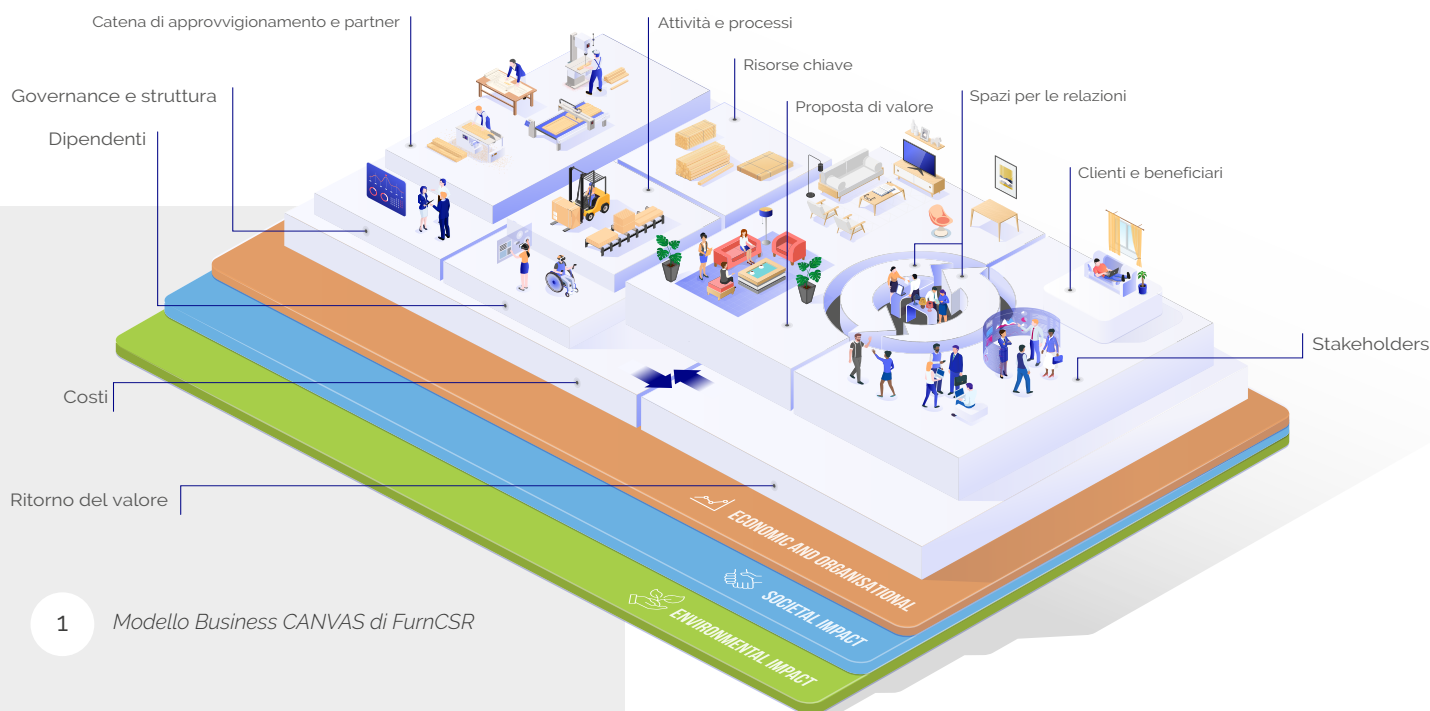 Catena di approvvigionamento e partner
Attività e processi
Risorse chiave
Governance e struttura
Spazi per le relazioni
Proposta di valore
Dipendenti
Clienti e beneficiari
Stakeholders
Costi
Ritorno del valore
ECONOMIC AND ORGANISATIONAL
SOCIETAL IMPACT
ENVIRONMENTAL IMPACT
1
Modello Business CANVAS di FurnCSR